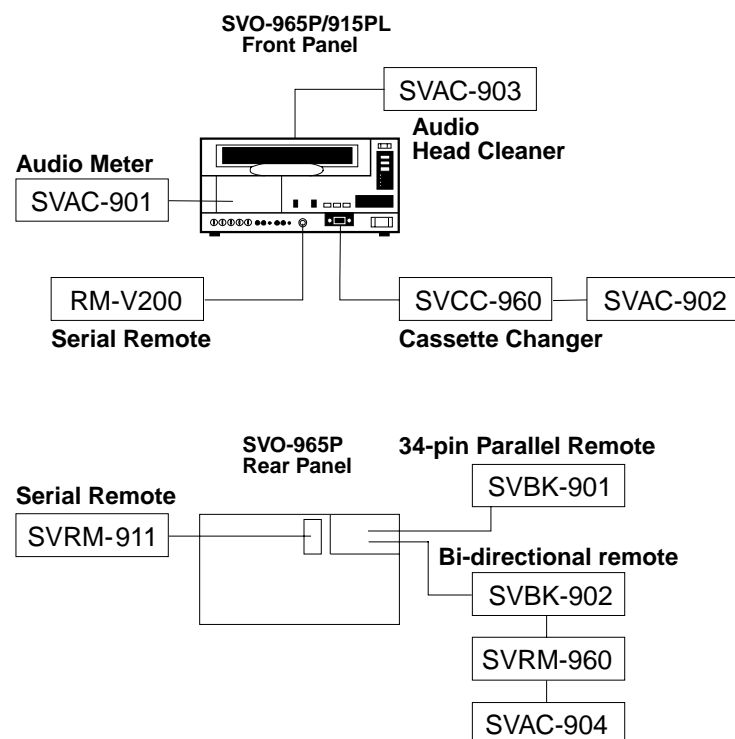 SVO-965P/915PL
Front Panel
SVAC-903
Audio
Head Cleaner
Audio Meter
SVAC-901
RM-V200
Serial Remote
SVCC-960
Cassette Changer
SVAC-902
SVO-965P
Rear Panel
34-pin Parallel Remote
SVBK-901
Serial Remote
SVRM-911
Bi-directional remote
SVBK-902
SVRM-960
SVAC-904